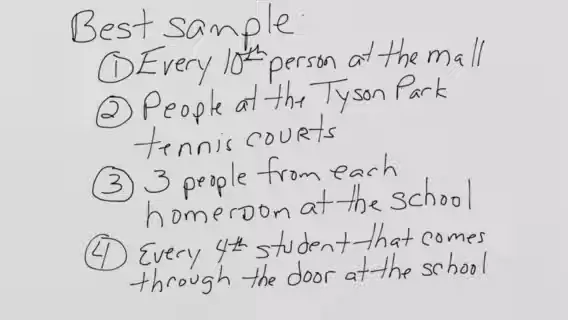 Best sample
① Every 10th person at the mall
② People at the Tyson Park
tennis courts
③ 3 people from each
homeroon at the school
④ Every 4th student that comes
through the door at the school